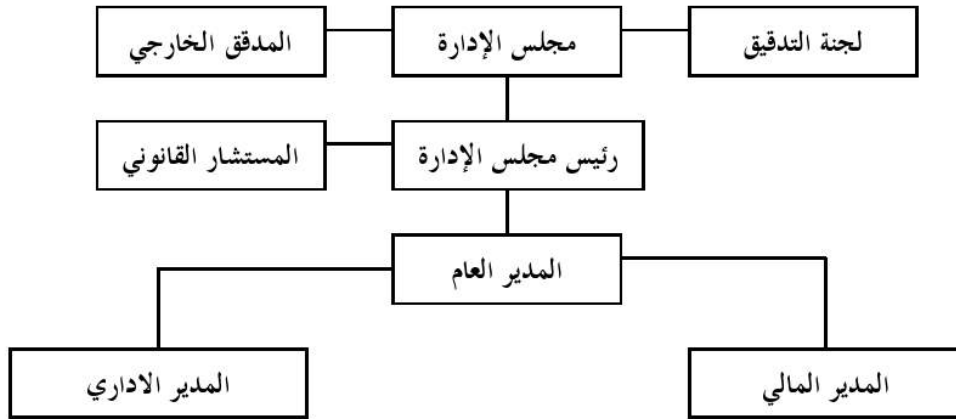 لجنة التدقيق
مجلس الإدارة
المدقق الخارجي
رئيس مجلس الإدارة
المستشار القانوني
المدير العام
المدير المالي
المدير الاداري